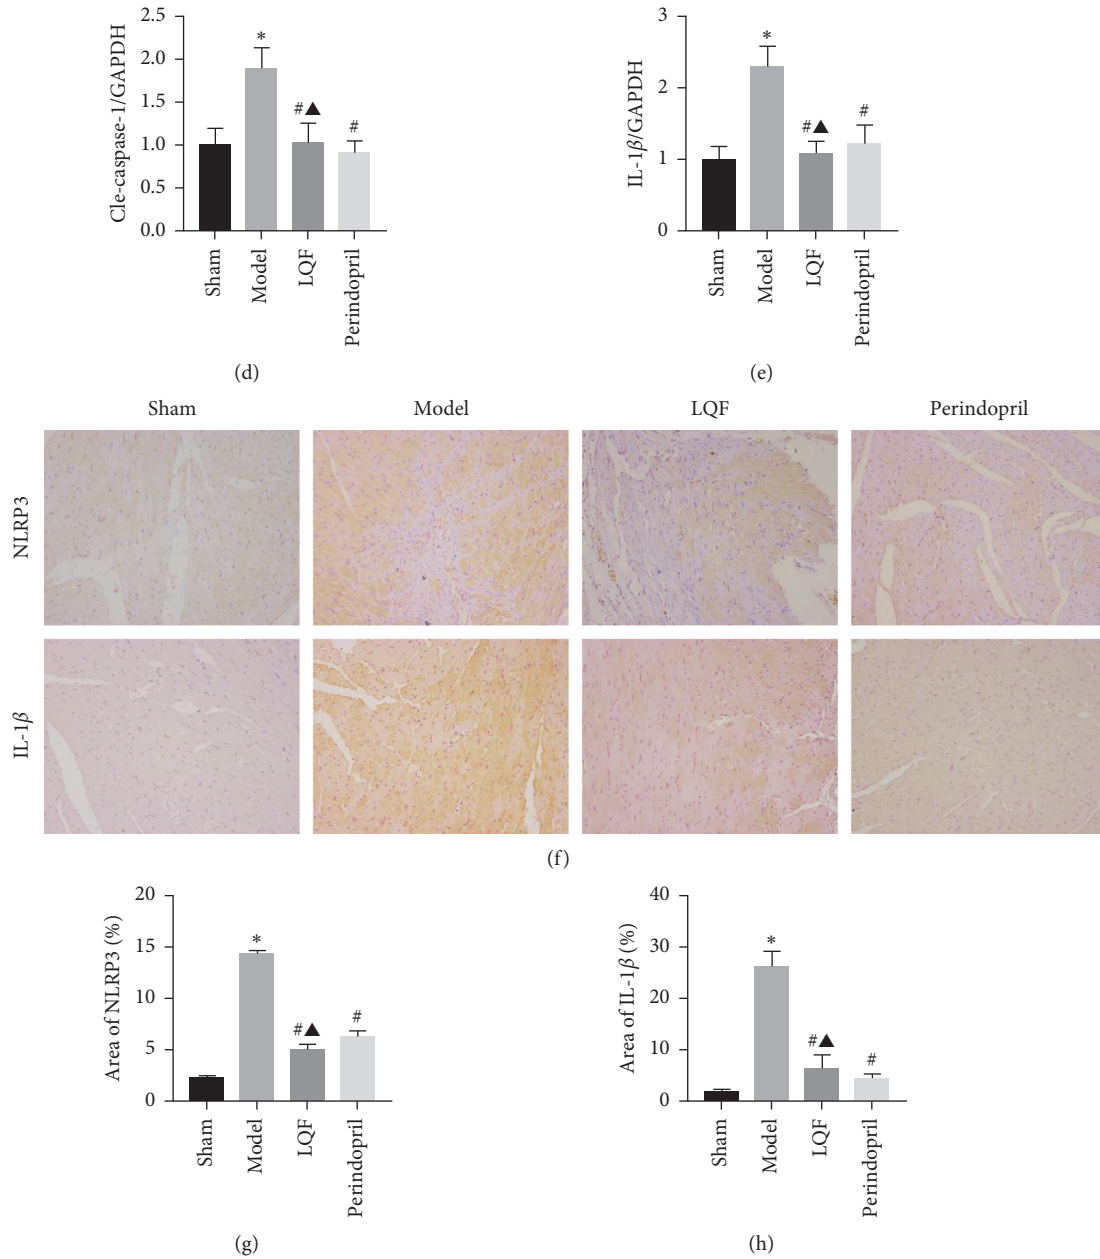 Cle-caspase-1/GAPDH
2.5
2.0
1.5
1.0
0.5
0.0
*
#▲
#
Sham
Model
LQF
Perindopril
(d)
IL-1β/GAPDH
3
2
1
0
*
#▲
#
Sham
Model
LQF
Perindopril
(e)
Sham Model LQF Perindopril
NLRP3
IL-1β
(f)
Area of NLRP3 (%)
20
15
10
5
0
*
#▲
#
Sham
Model
LQF
Perindopril
(g)
Area of IL-1β (%)
40
30
20
10
0
*
#▲
#
Sham
Model
LQF
Perindopril
(h)